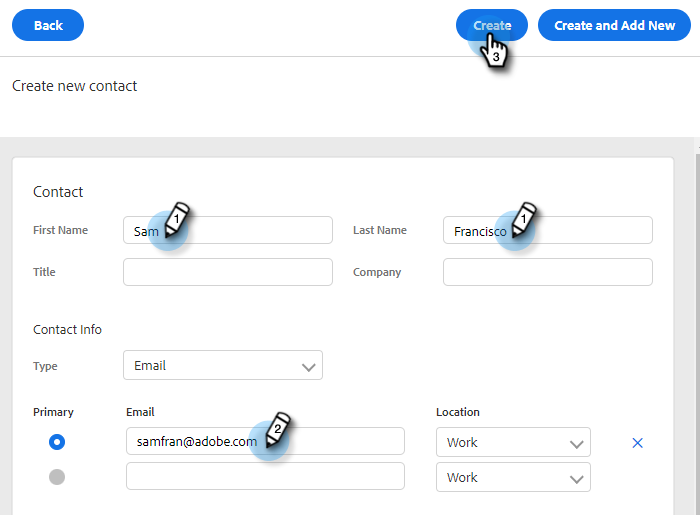 Back
Create
Create and Add New
3
Create new contact
Contact
First Name
Sam
1
Last Name
Francisco
1
Title
Company
Contact Info
Type
Email
Primary
Email
Location
samfran@adobe.com
2
Work
Work